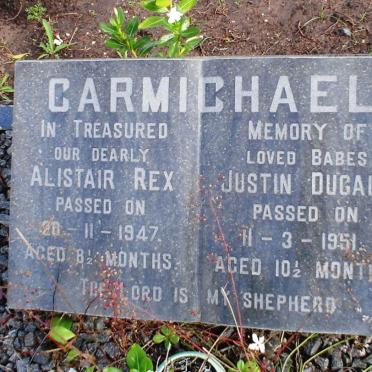 CARMICHAEL
IN TREASURED MEMORY OF
OUR DEARLY LOVED BABES
ALISTAIR REX JUSTIN DUGA
PASSED ON PASSED ON
20-11-1947. 11-3-1951.
AGED 8½ MONTHS. AGED 10½ MONT
THE LORD IS MY SHEPHERD